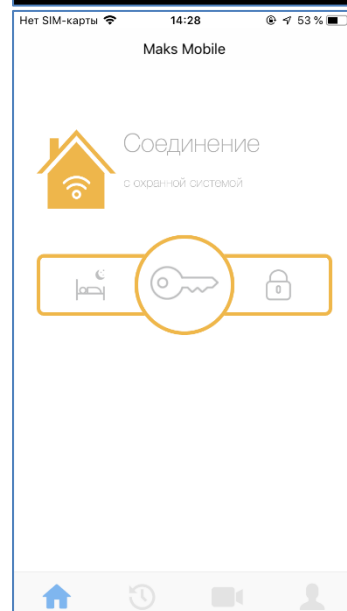 Нет SIM-карты 14:28 53 %
Maks Mobile
Соединение
с охранной системой